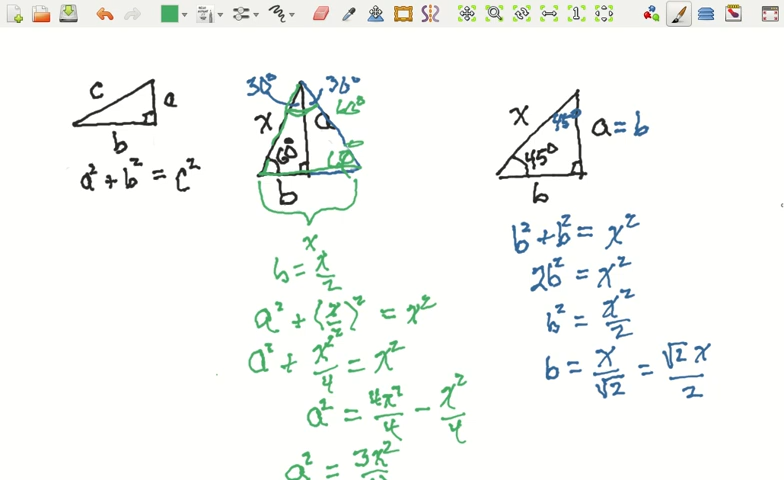 c
a
b
a² + b² = c²
30° 30°
60°
x
a
60°
60°
b
x
b = x/2
a² + (x/2)² = x²
a² + x²/4 = x²
a² = 4x²/4 − x²/4
a² = 3x²
x
45°
a = b
45°
b
b² + b² = x²
2b² = x²
b² = x²/2
b = x/√2 = √2 x/2